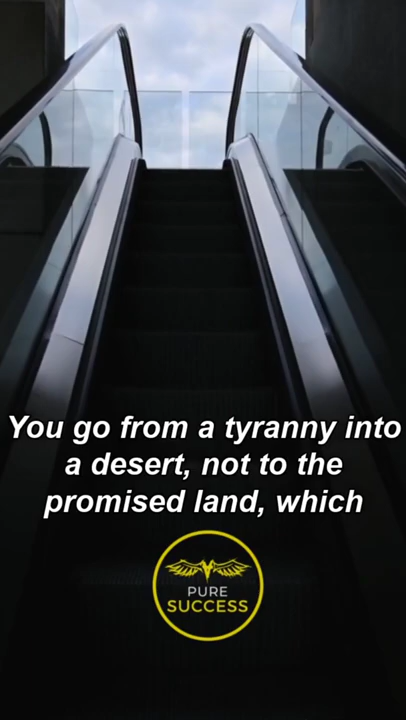 You go from a tyranny into
a desert, not to the
promised land, which
PURE
SUCCESS